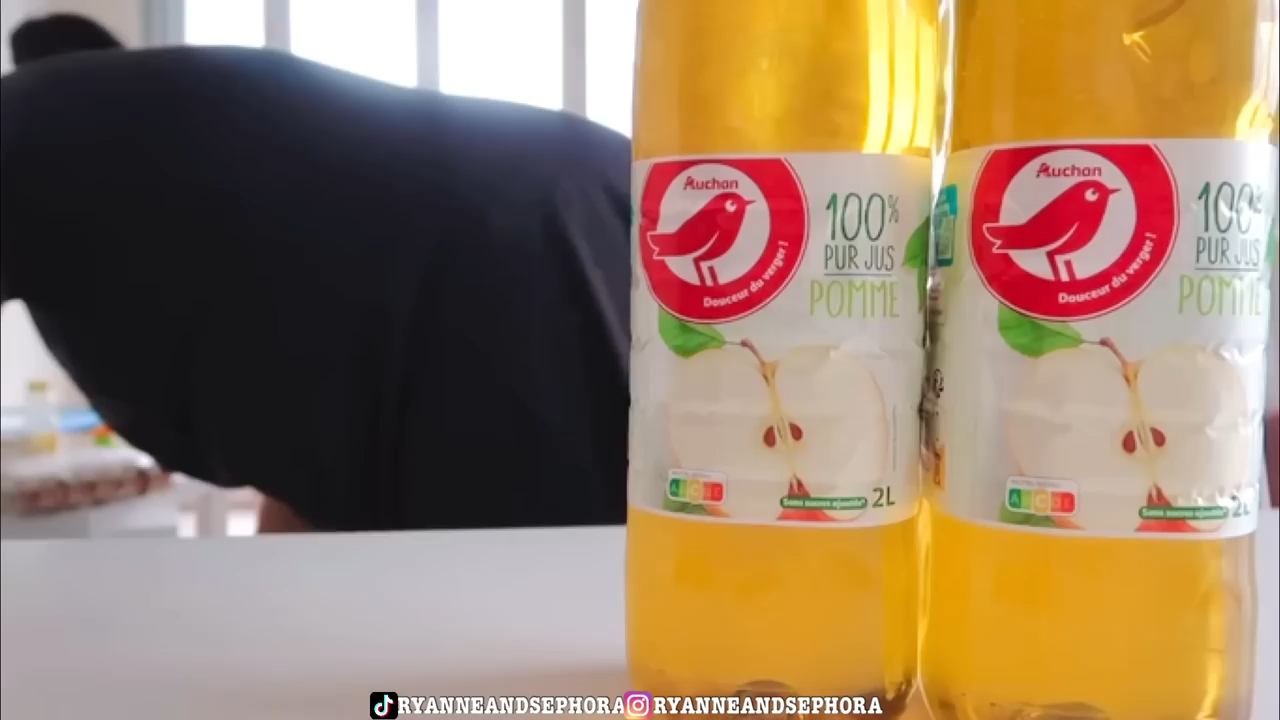 Auchan
Douceur du verger !
100%
PUR JUS
POMME
Sans sucres ajoutés*
2L
Auchan
Douceur du verger !
100%
PUR JUS
POMME
Sans sucres ajoutés*
2L
RYANNEANDSEPHORA RYANNEANDSEPHORA